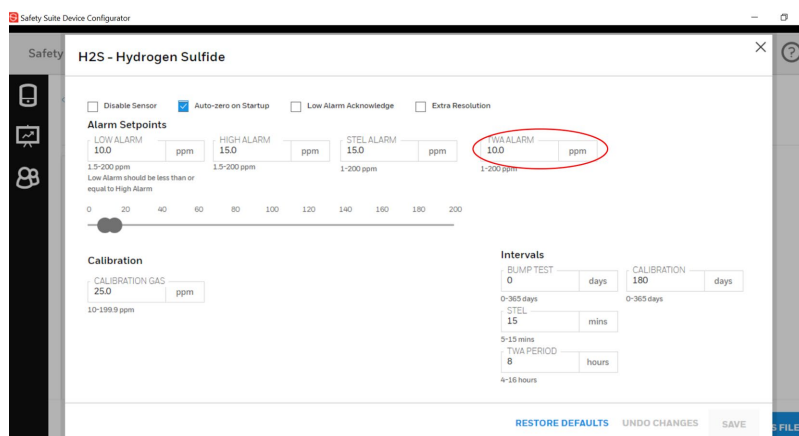 Safety Suite Device Configurator
Safety
H2S - Hydrogen Sulfide
Disable Sensor Auto-zero on Startup Low Alarm Acknowledge Extra Resolution
Alarm Setpoints
LOW ALARM HIGH ALARM STEL ALARM TWA ALARM
10.0 ppm 15.0 ppm 15.0 ppm 10.0 ppm
1.5-200 ppm 1.5-200 ppm 1-200 ppm 1-200 ppm
Low Alarm should be less than or
equal to High Alarm
0 20 40 60 80 100 120 140 160 180 200
Calibration
CALIBRATION GAS
25.0 ppm
10-199.9 ppm
Intervals
BUMP TEST CALIBRATION
0 days 180 days
0-365 days 0-365 days
STEL
15 mins
5-15 mins
TWA PERIOD
8 hours
4-16 hours
RESTORE DEFAULTS UNDO CHANGES SAVE
S FILE